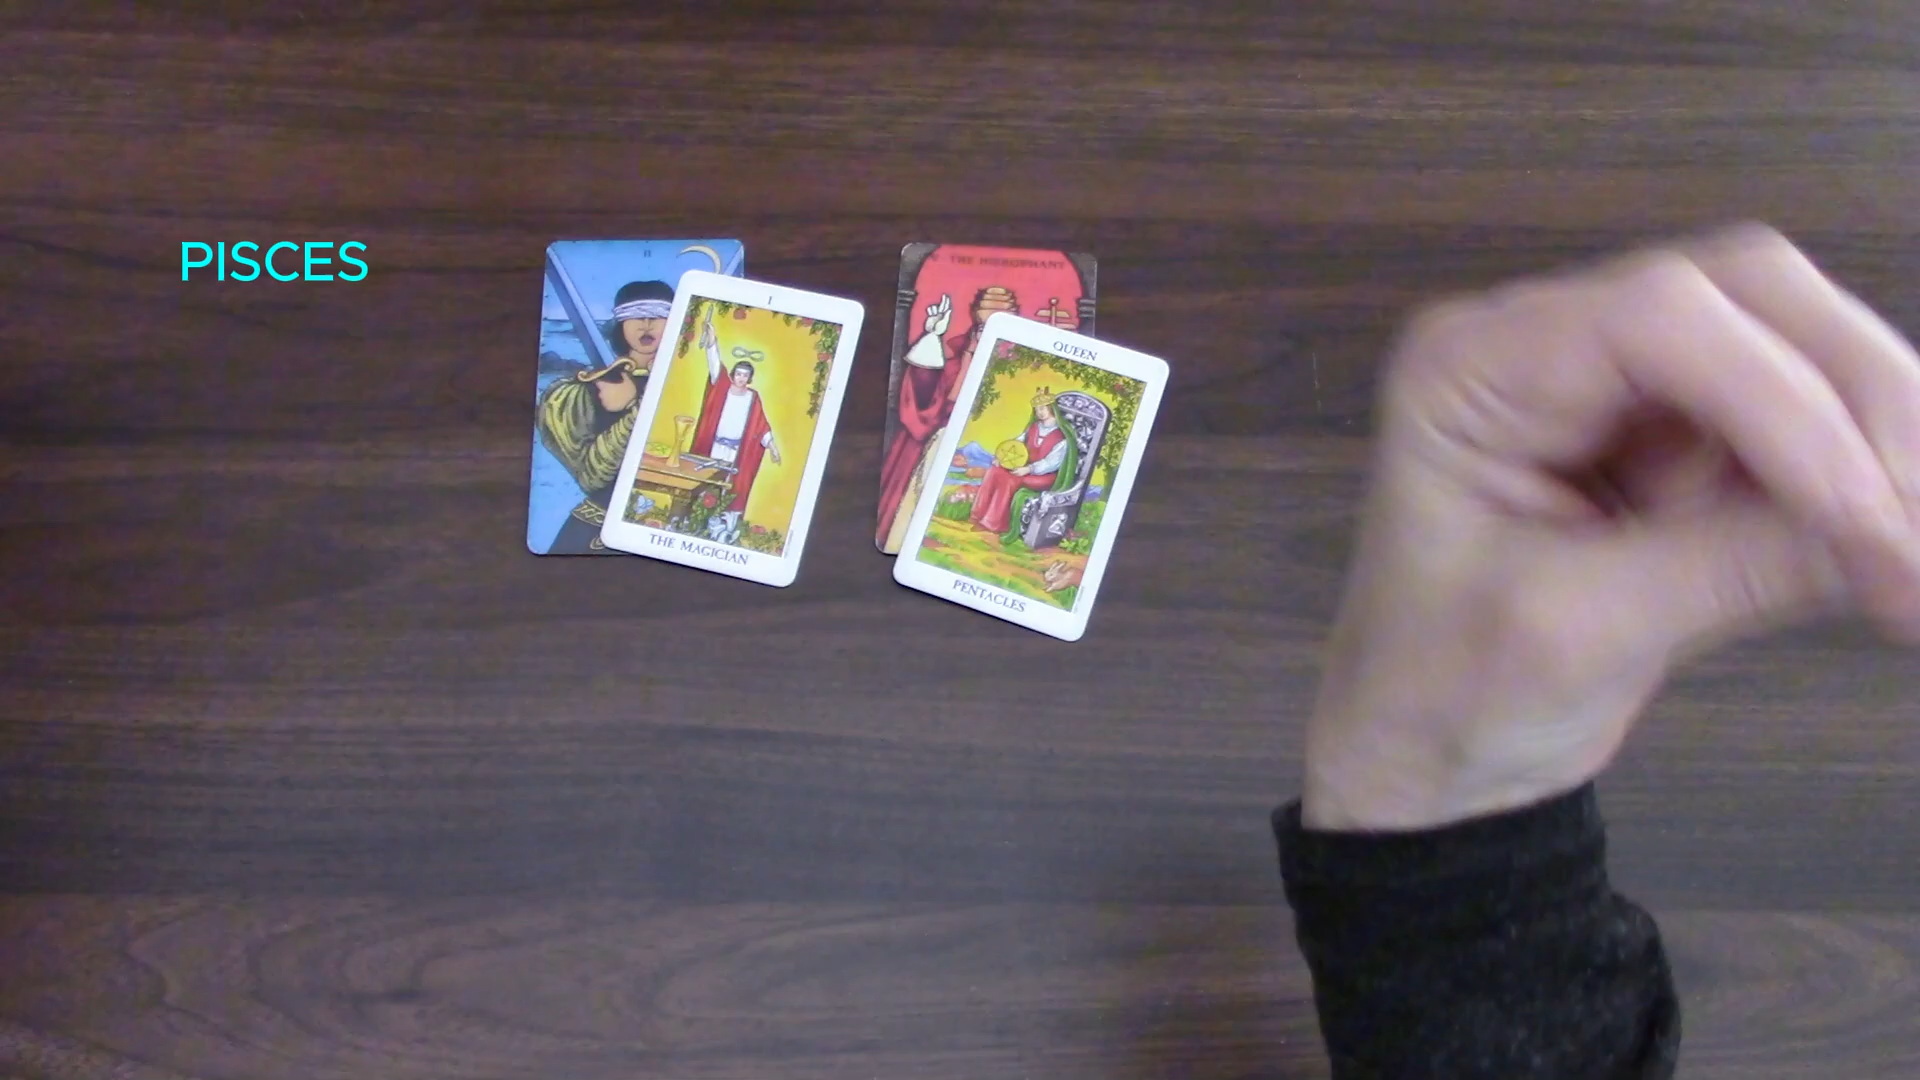 PISCES
II
I
THE MAGICIAN
V THE HIEROPHANT
QUEEN
PENTACLES